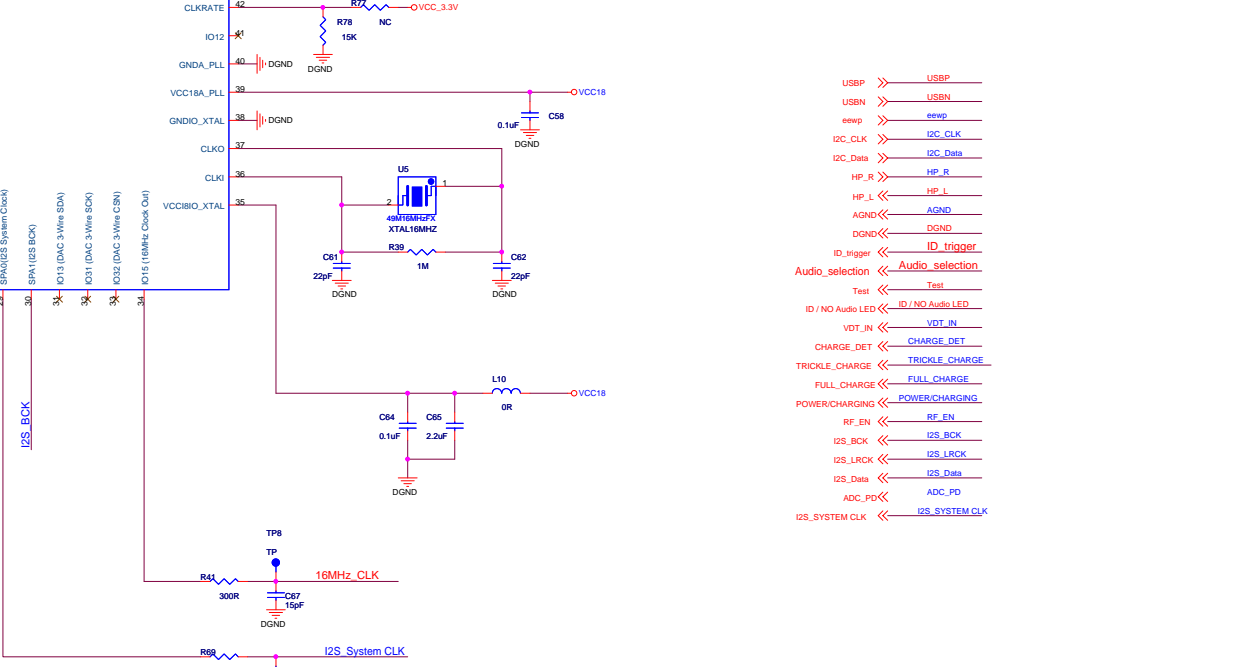 CLKRATE 42 R77 VCC_3.3V
R78 NC
15K
IO12 41
DGND
GNDA_PLL 40 DGND
VCC18A_PLL 39 VCC18
C58
0.1uF
DGND
GNDIO_XTAL 38 DGND
CLKO 37
CLKI 36
U5
1
2
49M16MHzFX
XTAL16MHZ
VCCI8IO_XTAL 35
R39
1M
C61
22pF
DGND
C62
22pF
DGND
SPA0(I2S System Clock)
SPA1(I2S BCK)
IO13 (DAC 3-Wire SDA)
IO31 (DAC 3-Wire SCK)
IO32 (DAC 3-Wire CSN)
IO15 (16MHz Clock Out)
30
31
32
33
34
I2S_BCK
L10
VCC18
0R
C64
0.1uF
C65
2.2uF
DGND
TP8
TP
R41
300R
16MHz_CLK
C67
15pF
DGND
R69
I2S_System CLK
USBP USBP
USBN USBN
eewp eewp
I2C_CLK I2C_CLK
I2C_Data I2C_Data
HP_R HP_R
HP_L HP_L
AGND AGND
DGND DGND
ID_trigger ID_trigger
Audio_selection Audio_selection
Test Test
ID / NO Audio LED ID / NO Audio LED
VDT_IN VDT_IN
CHARGE_DET CHARGE_DET
TRICKLE_CHARGE TRICKLE_CHARGE
FULL_CHARGE FULL_CHARGE
POWER/CHARGING POWER/CHARGING
RF_EN RF_EN
I2S_BCK I2S_BCK
I2S_LRCK I2S_LRCK
I2S_Data I2S_Data
ADC_PD ADC_PD
I2S_SYSTEM CLK I2S_SYSTEM CLK